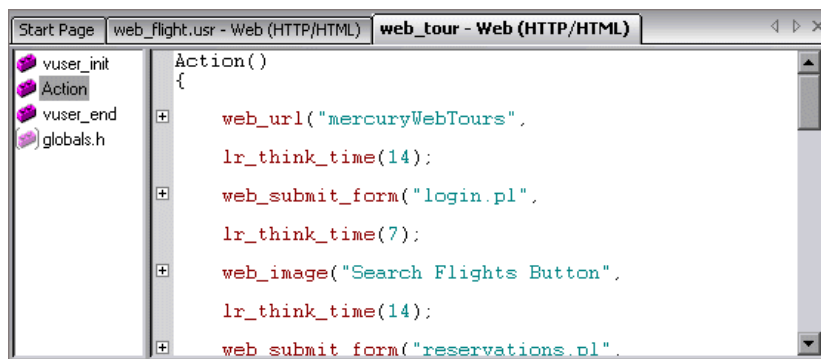 Start Page
web_flight.usr - Web (HTTP/HTML)
web_tour - Web (HTTP/HTML)
vuser_init
Action
vuser_end
globals.h
Action()
{
web_url("mercuryWebTours",
lr_think_time(14);
web_submit_form("login.pl",
lr_think_time(7);
web_image("Search Flights Button",
lr_think_time(14);
web_submit_form("reservations.pl",